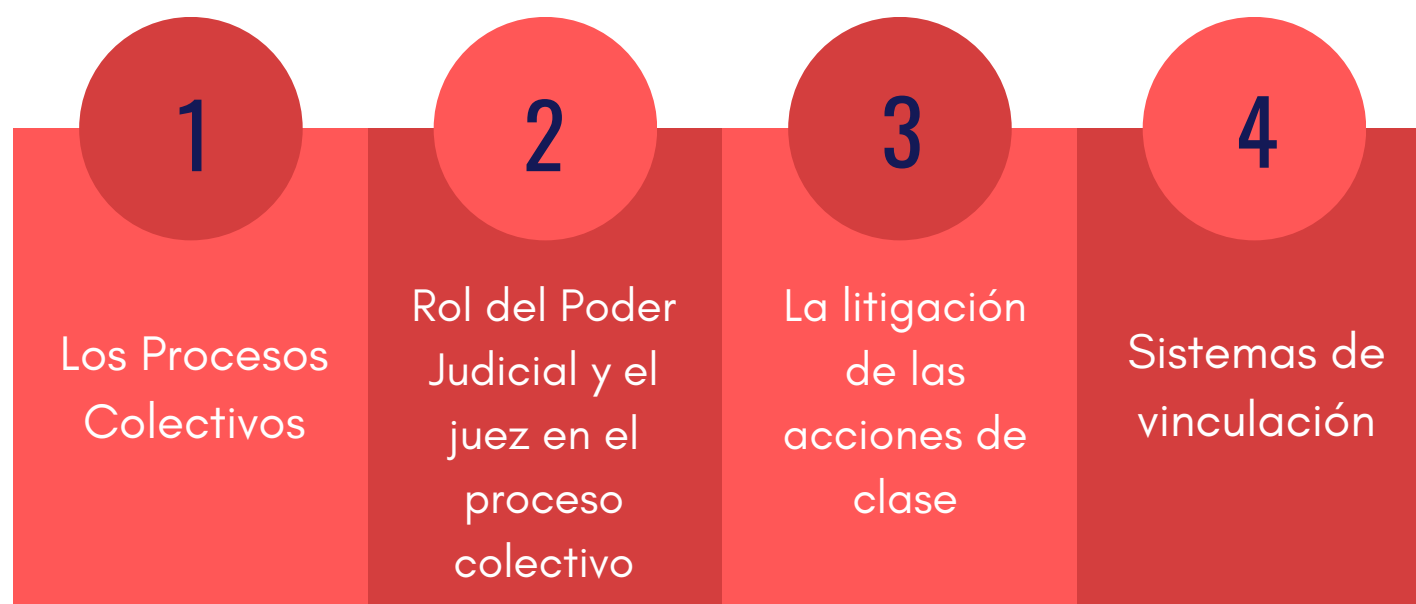 1
Los Procesos
Colectivos
2
Rol del Poder
Judicial y el
juez en el
proceso
colectivo
3
La litigación
de las
acciones de
clase
4
Sistemas de
vinculación